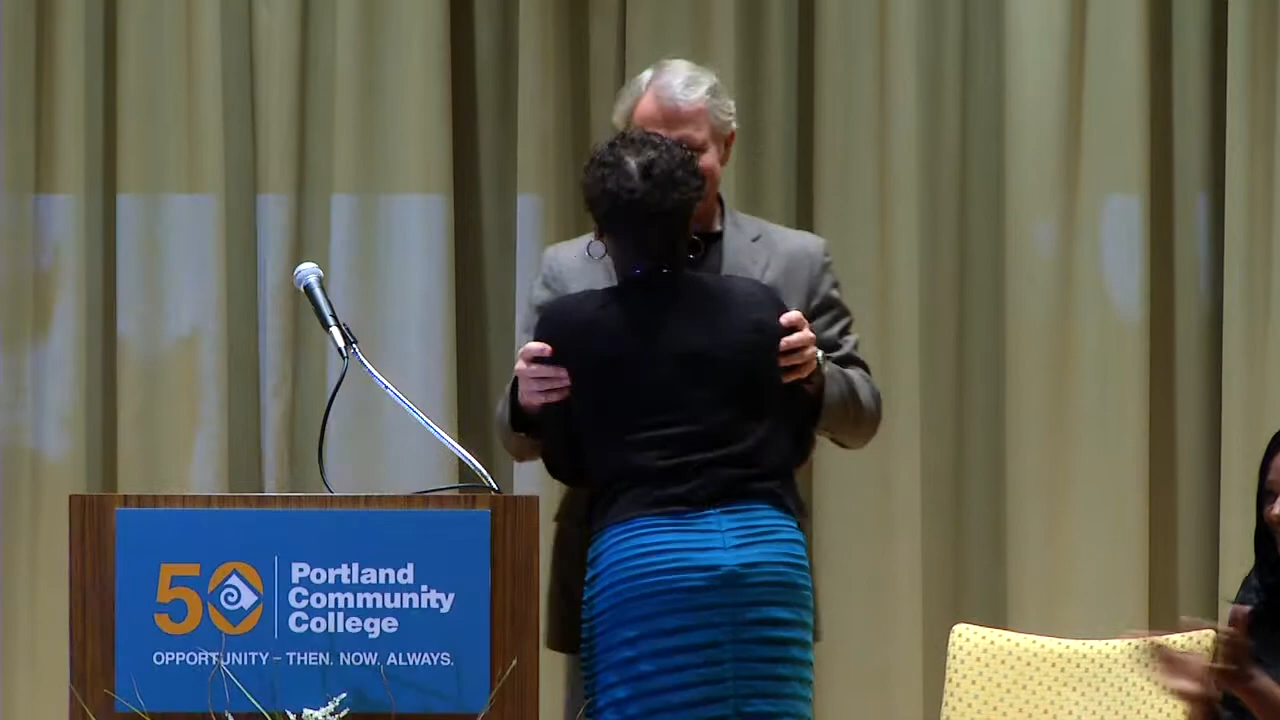 50
Portland
Community
College
OPPORTUNITY – THEN. NOW. ALWAYS.